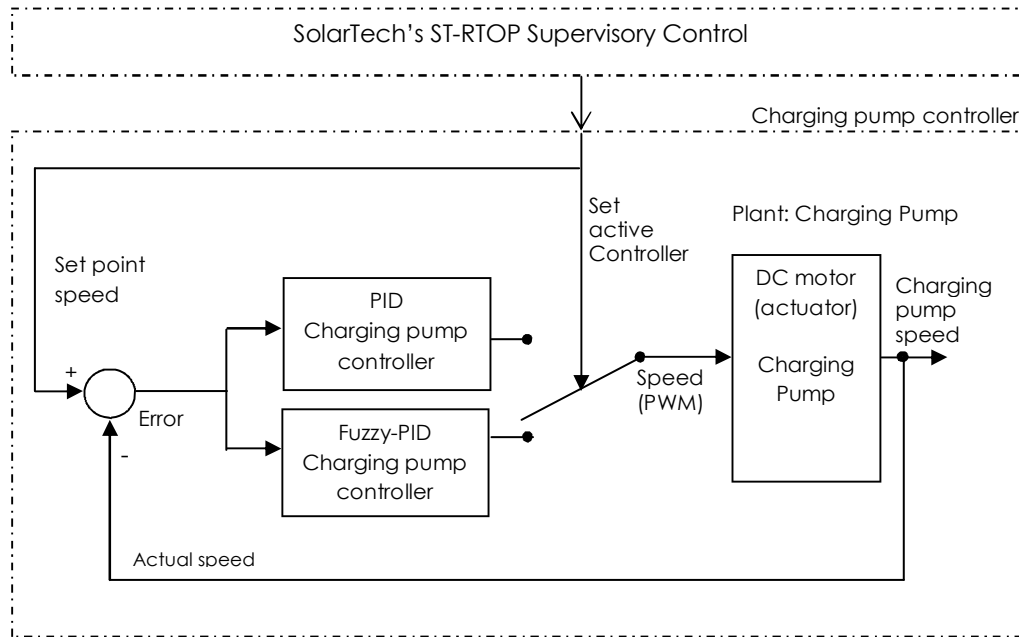 SolarTech's ST-RTOP Supervisory Control
Charging pump controller
Set
active
Controller
Plant: Charging Pump
Set point
speed
PID
Charging pump
controller
DC motor
(actuator)
Charging
Pump
Charging
pump
speed
+
Error
-
Speed
(PWM)
Fuzzy-PID
Charging pump
controller
Actual speed